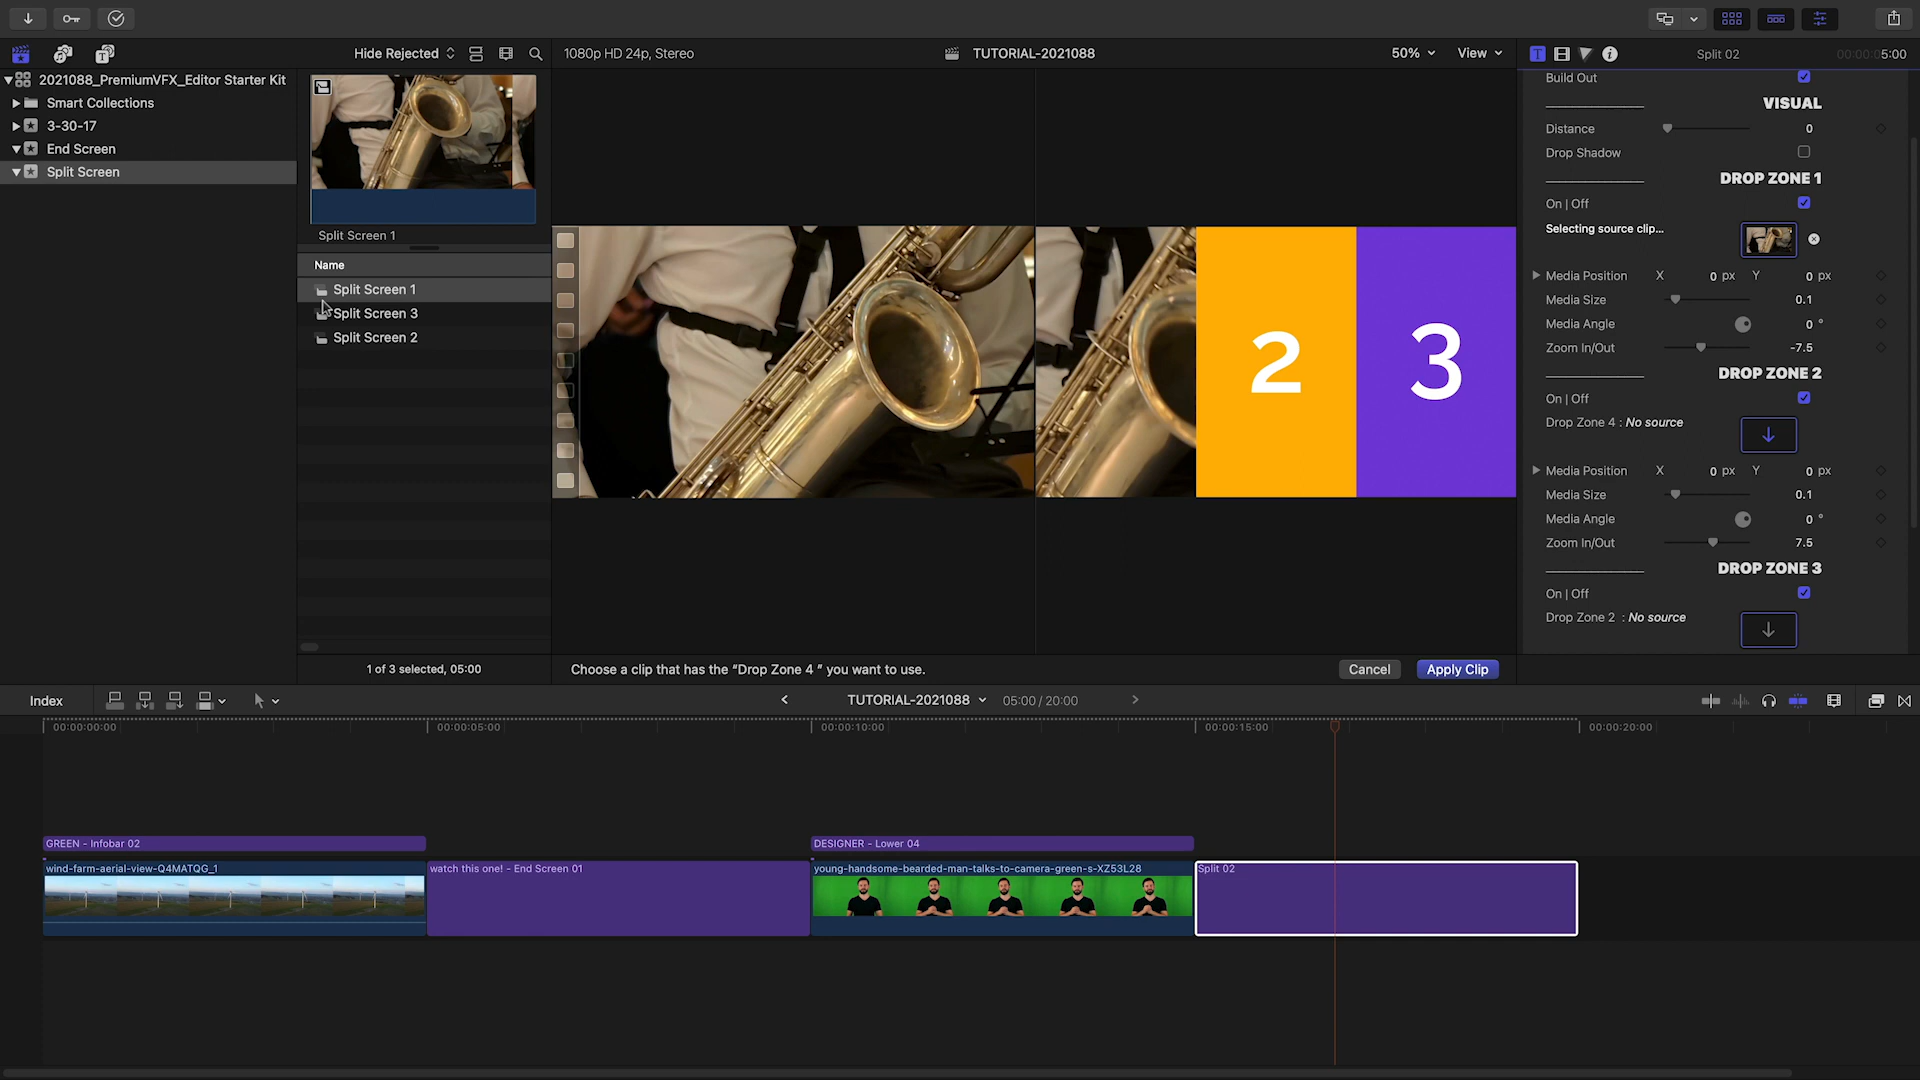 Hide Rejected
1080p HD 24p, Stereo
TUTORIAL-2021088
50%
View
Split 02
00:00:05:00
2021088_PremiumVFX_Editor Starter Kit
Smart Collections
3-30-17
End Screen
Split Screen
Split Screen 1
Name
Split Screen 1
Split Screen 3
Split Screen 2
1 of 3 selected, 05:00
2
3
Choose a clip that has the “Drop Zone 4 ” you want to use.
Cancel
Apply Clip
Build Out
VISUAL
Distance
0
Drop Shadow
DROP ZONE 1
On | Off
Selecting source clip...
Media Position X 0 px Y 0 px
Media Size 0.1
Media Angle 0 °
Zoom In/Out -7.5
DROP ZONE 2
On | Off
Drop Zone 4 : No source
Media Position X 0 px Y 0 px
Media Size 0.1
Media Angle 0 °
Zoom In/Out 7.5
DROP ZONE 3
On | Off
Drop Zone 2 : No source
Index
TUTORIAL-2021088
05:00 / 20:00
00:00:00:00
00:00:05:00
00:00:10:00
00:00:15:00
00:00:20:00
GREEN - Infobar 02
DESIGNER - Lower 04
wind-farm-aerial-view-Q4MATQG_1
watch this one! - End Screen 01
young-handsome-bearded-man-talks-to-camera-green-s-XZ53L28
Split 02